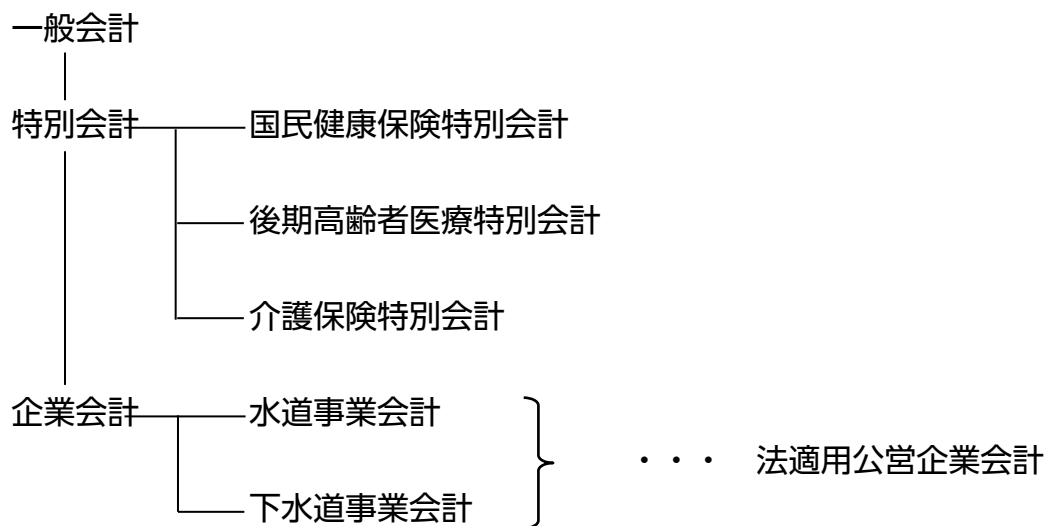 一般会計
特別会計 国民健康保険特別会計
後期高齢者医療特別会計
介護保険特別会計
企業会計 水道事業会計
・・・ 法適用公営企業会計
下水道事業会計